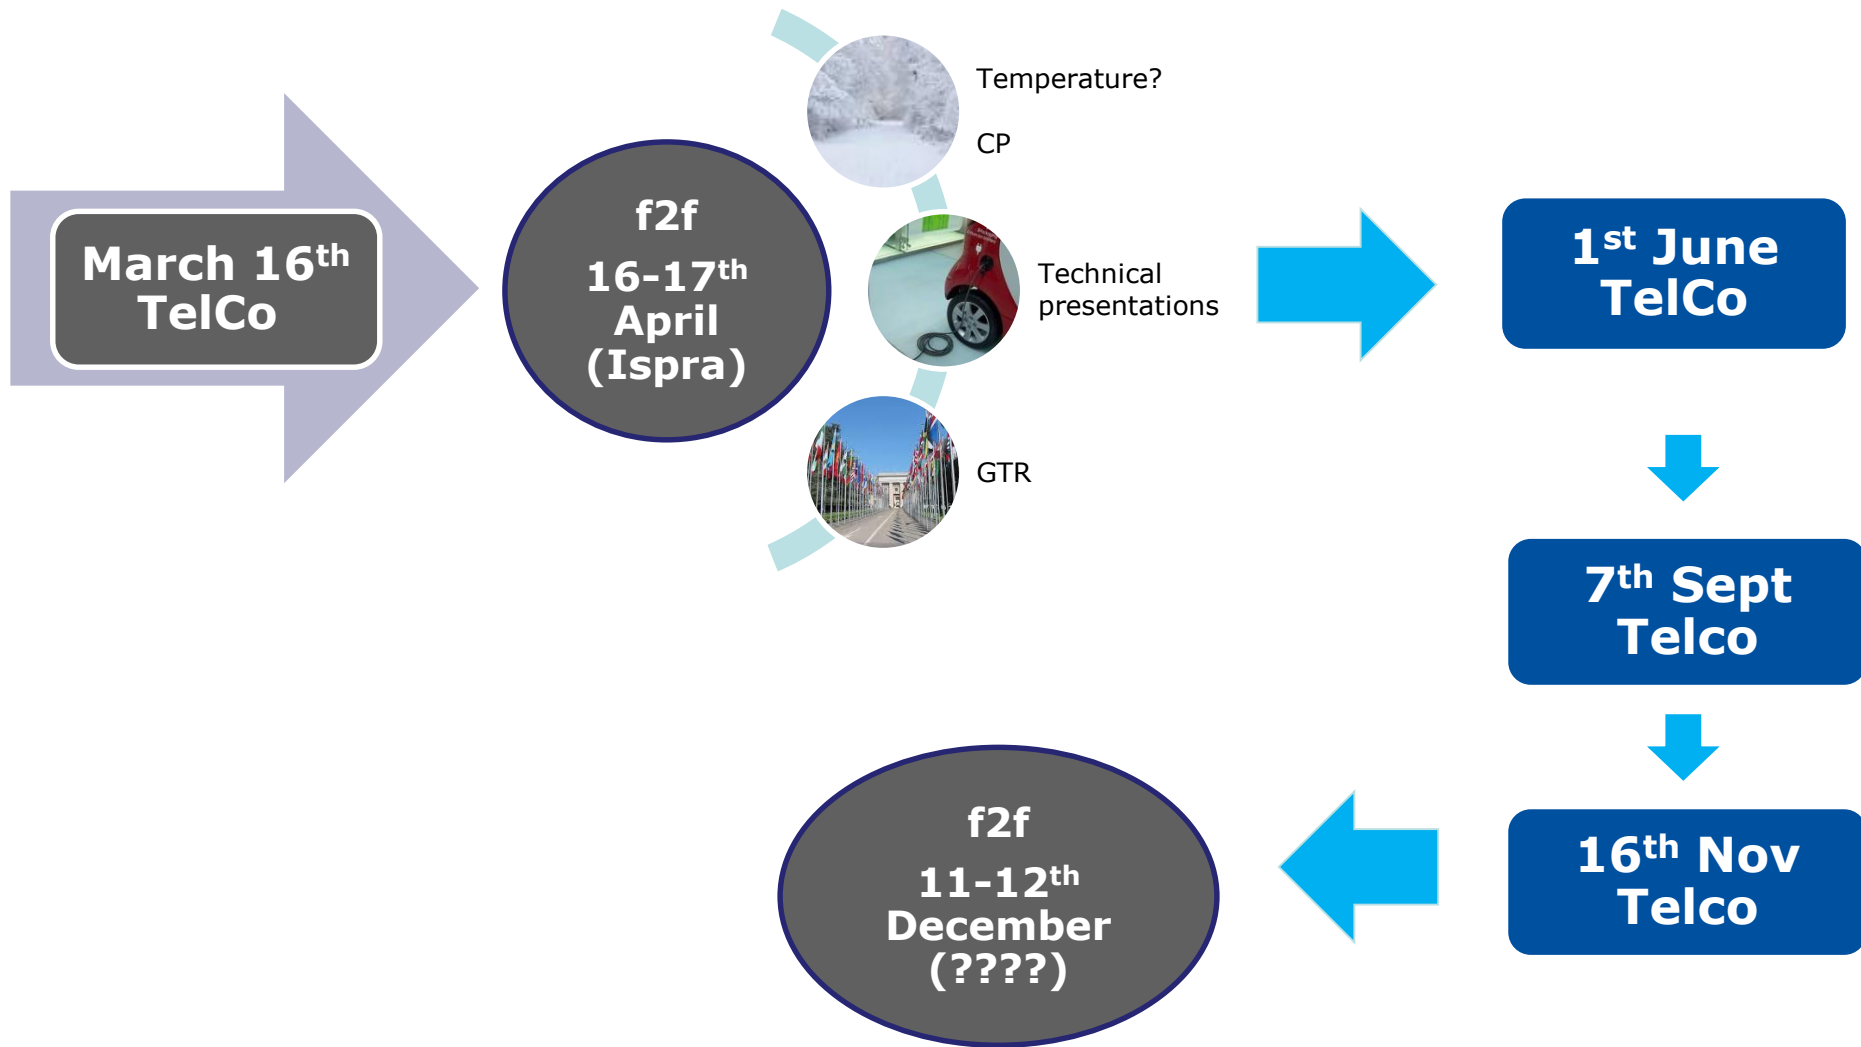 March 16th
TelCo
f2f
16-17th
April
(Ispra)
Temperature?
CP
Technical
presentations
GTR
1st June
TelCo
7th Sept
Telco
16th Nov
Telco
f2f
11-12th
December
(????)